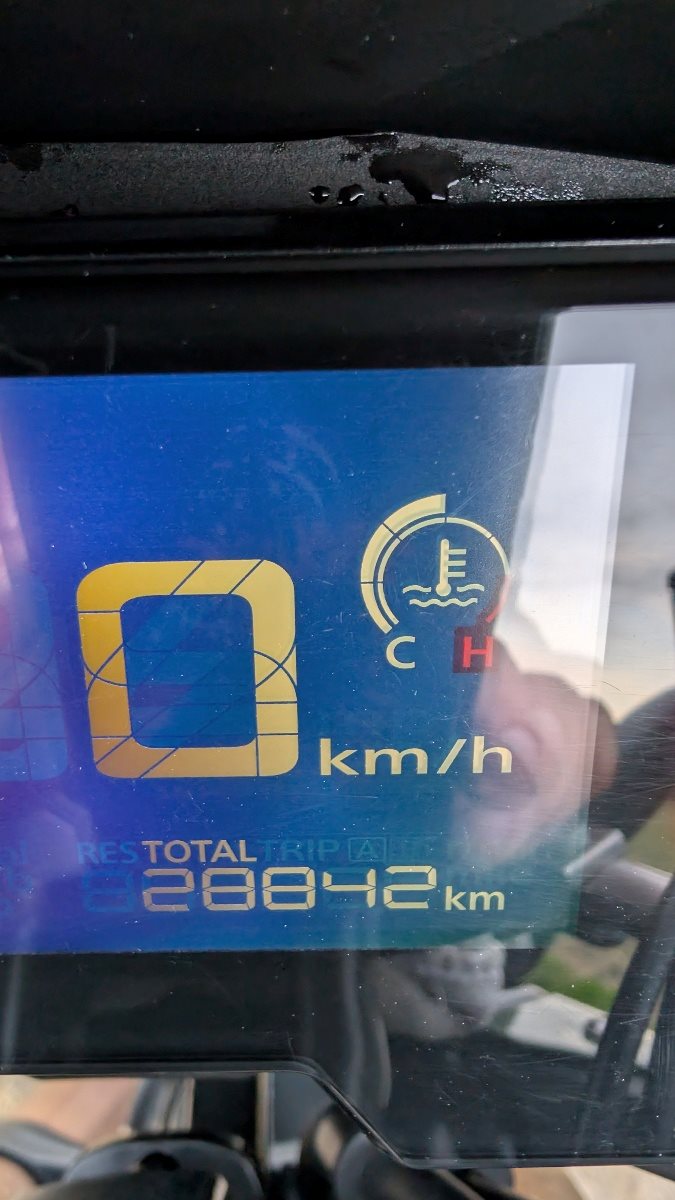 C H
0 km/h
RES TOTAL TRIP A
28842 km